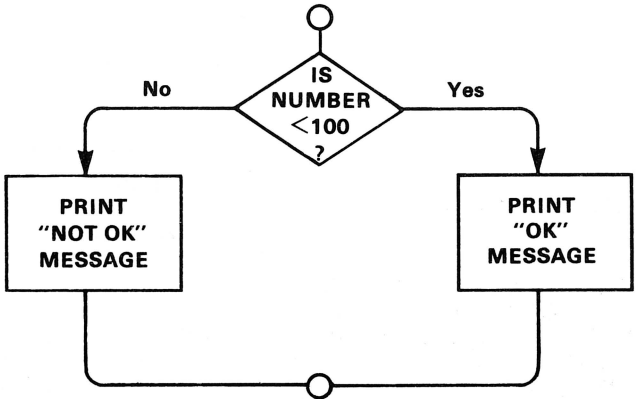 IS
NUMBER
<100
?
No
Yes
PRINT
"NOT OK"
MESSAGE
PRINT
"OK"
MESSAGE